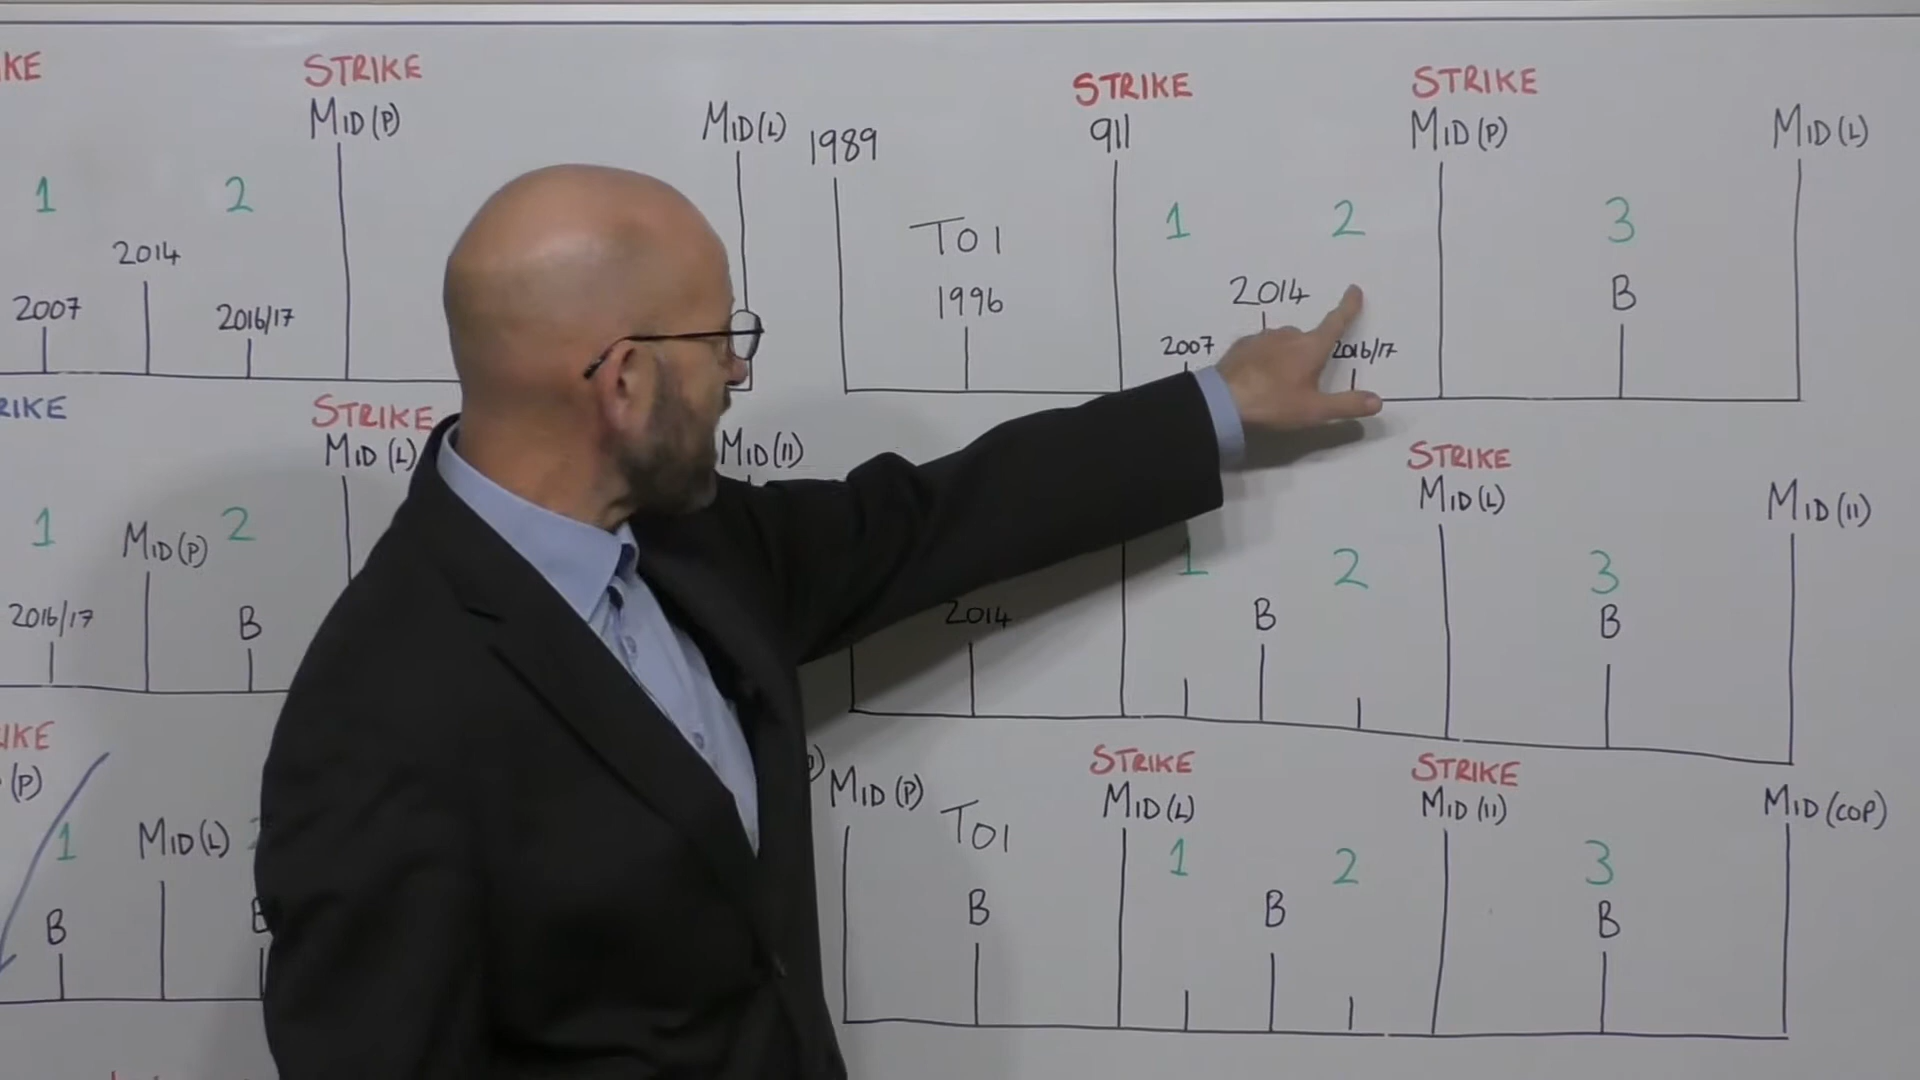 KE
STRIKE
MID(P)
MID(L)
1
2
2014
2007
2016/17
1989
STRIKE
911
STRIKE
MID(P)
MID(L)
TOI
1996
1
2
3
2014
B
2007
2016/17
RIKE
STRIKE
MID(L)
MID(11)
1
MID(P)
2
2016/17
B
STRIKE
MID(L)
MID(11)
1
2
3
2014
B
B
IKE
(P)
1
MID(L)
B
B
MID(P)
TOI
STRIKE
MID(L)
STRIKE
MID(11)
MID(COP)
1
2
3
B
B
B